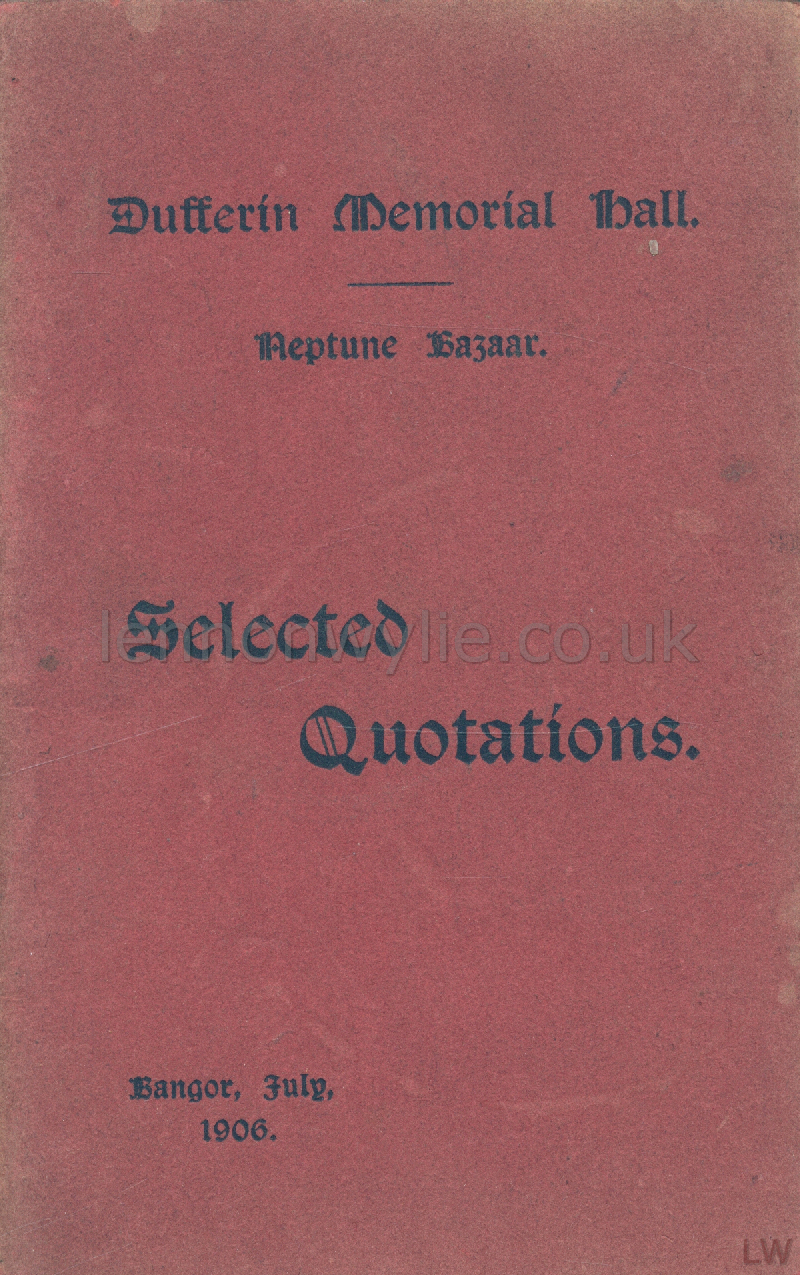 Dufferin Memorial Hall.
Neptune Bazaar.
Selected
lennonwylie.co.uk
Quotations.
Bangor, July,
1906.
LW